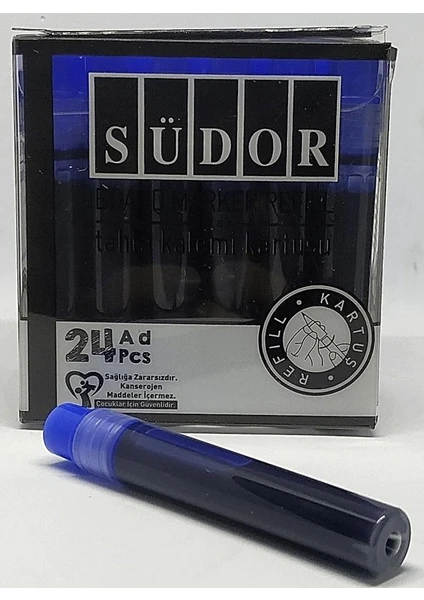 SÜDOR
BOARD MARKER REFILL
tahta kalemi kartuşu
24 Ad
Pcs
REFILL • KARTUŞ •
Sağlığa Zararsızdır.
Kanserojen
Maddeler İçermez.
Çocuklar İçin Güvenlidir.